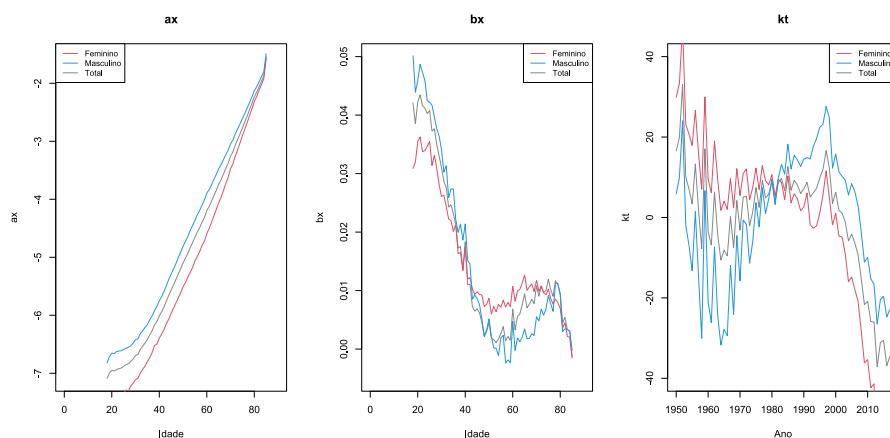 ax
Feminino
Masculino
Total
-2
-3
-4
-5
-6
-7
ax
0
20
40
60
80
Idade
bx
Feminino
Masculino
Total
0,05
0,04
0,03
0,02
0,01
0,00
bx
0
20
40
60
80
Idade
kt
Feminino
Masculino
Total
40
20
0
20
40
kt
1950
1960
1970
1980
1990
2000
2010
Ano